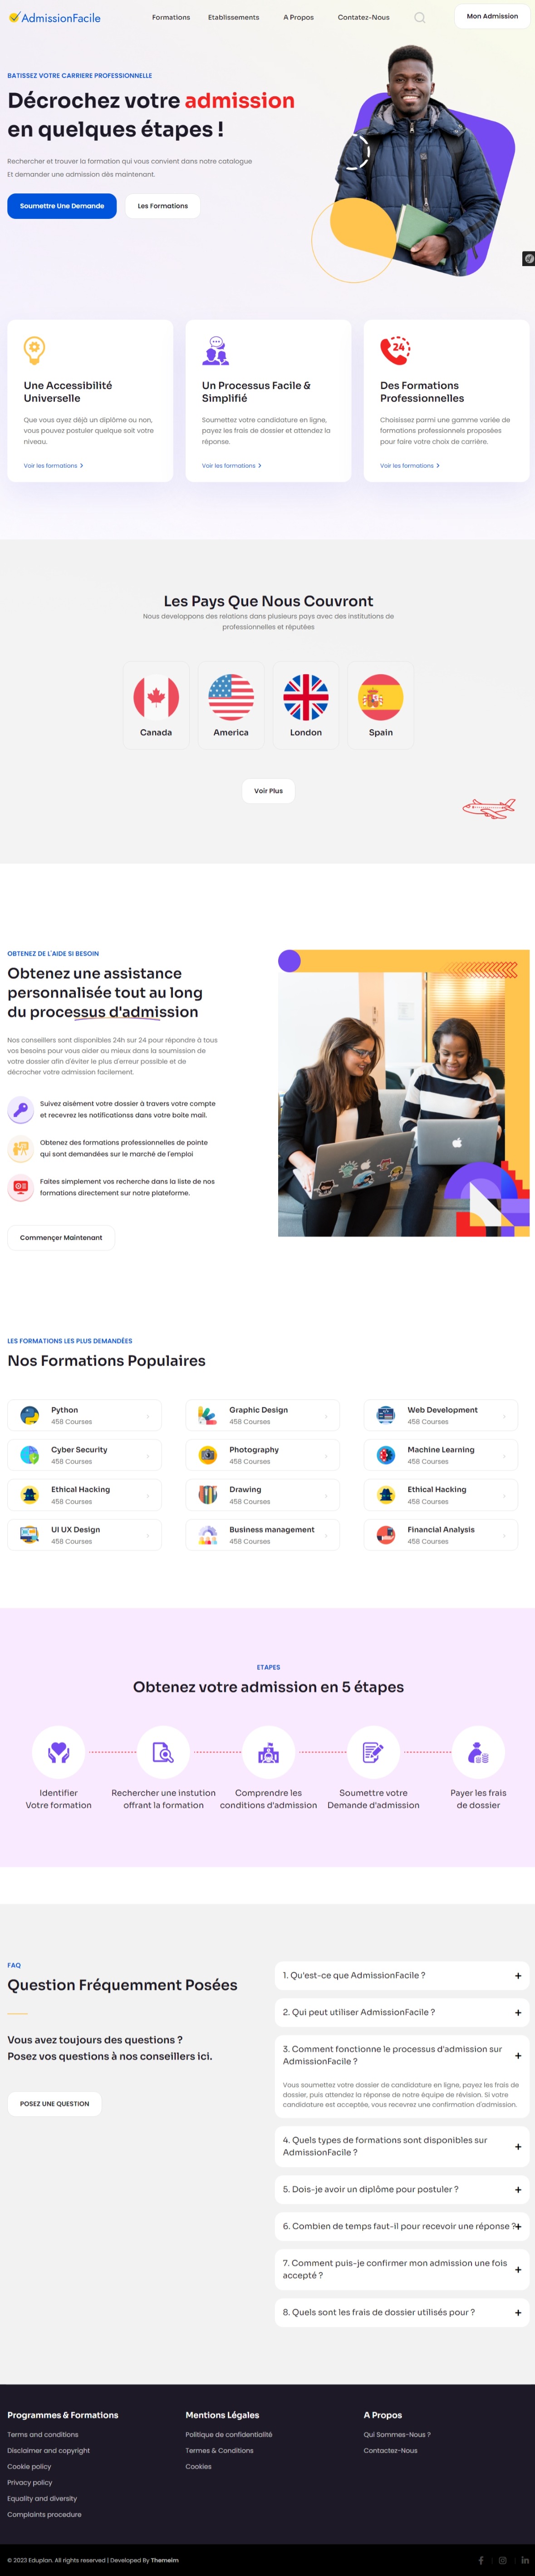 AdmissionFacile
Formations
Etablissements
A Propos
Contatez-Nous
Mon Admission
BATISSEZ VOTRE CARRIERE PROFESSIONNELLE
Décrochez votre admission
en quelques étapes !
Rechercher et trouver la formation qui vous convient dans notre catalogue
Et demander une admission dès maintenant.
Soumettre Une Demande
Les Formations
Une Accessibilité
Universelle
Que vous ayez déjà un diplôme ou non,
vous pouvez postuler quelque soit votre
niveau.
Voir les formations
Un Processus Facile &
Simplifié
Soumettez votre candidature en ligne,
payez les frais de dossier et attendez la
réponse.
Voir les formations
24
Des Formations
Professionnelles
Choisissez parmi une gamme variée de
formations professionnels proposées
pour faire votre choix de carrière.
Voir les formations
Les Pays Que Nous Couvront
Nous developpons des relations dans plusieurs pays avec des institutions de
professionnelles et réputées
Canada
America
London
Spain
Voir Plus
OBTENEZ DE L'AIDE SI BESOIN
Obtenez une assistance
personnalisée tout au long
du processus d'admission
Nos conseillers sont disponibles 24h sur 24 pour répondre à tous
vos besoins pour vous aider au mieux dans la soumission de
votre dossier afin d'éviter le plus d'erreur possible et de
décrocher votre admission facilement.
Suivez aisément votre dossier à travers votre compte
et recevrez les notificationss dans votre boite mail.
Obtenez des formations professionnelles de pointe
qui sont demandées sur le marché de l'emploi
Faites simplement vos recherche dans la liste de nos
formations directement sur notre plateforme.
Commençer Maintenant
LES FORMATIONS LES PLUS DEMANDÉES
Nos Formations Populaires
Python
458 Courses
Graphic Design
458 Courses
Web Development
458 Courses
Cyber Security
458 Courses
Photography
458 Courses
Machine Learning
458 Courses
Ethical Hacking
458 Courses
Drawing
458 Courses
Ethical Hacking
458 Courses
UI UX Design
458 Courses
Business management
458 Courses
Financial Analysis
458 Courses
ETAPES
Obtenez votre admission en 5 étapes
Identifier
Votre formation
Rechercher une instution
offrant la formation
Comprendre les
conditions d'admission
Soumettre votre
Demande d'admission
Payer les frais
de dossier
FAQ
Question Fréquemment Posées
Vous avez toujours des questions ?
Posez vos questions à nos conseillers ici.
POSEZ UNE QUESTION
1. Qu'est-ce que AdmissionFacile ?
2. Qui peut utiliser AdmissionFacile ?
3. Comment fonctionne le processus d'admission sur
AdmissionFacile ?
Vous soumettez votre dossier de candidature en ligne, payez les frais de
dossier, puis attendez la réponse de notre équipe de révision. Si votre
candidature est acceptée, vous recevrez une confirmation d'admission.
4. Quels types de formations sont disponibles sur
AdmissionFacile ?
5. Dois-je avoir un diplôme pour postuler ?
6. Combien de temps faut-il pour recevoir une réponse ?
7. Comment puis-je confirmer mon admission une fois
accepté ?
8. Quels sont les frais de dossier utilisés pour ?
Programmes & Formations
Terms and conditions
Disclaimer and copyright
Cookie policy
Privacy policy
Equality and diversity
Complaints procedure
Mentions Légales
Politique de confidentialité
Termes & Conditions
Cookies
A Propos
Qui Sommes-Nous ?
Contactez-Nous
© 2023 Eduplan. All rights reserved | Developed By Themeim